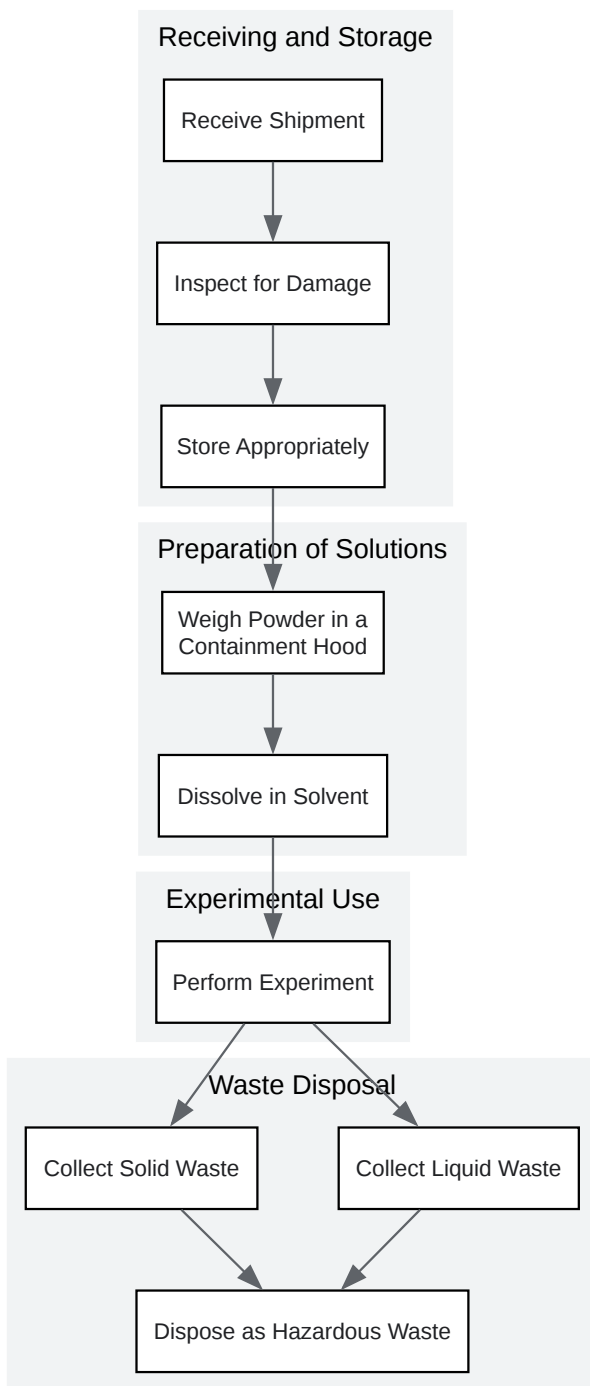 Receiving and Storage
Receive Shipment
Inspect for Damage
Store Appropriately
Preparation of Solutions
Weigh Powder in a
Containment Hood
Dissolve in Solvent
Experimental Use
Perform Experiment
Waste Disposal
Collect Solid Waste
Collect Liquid Waste
Dispose as Hazardous Waste